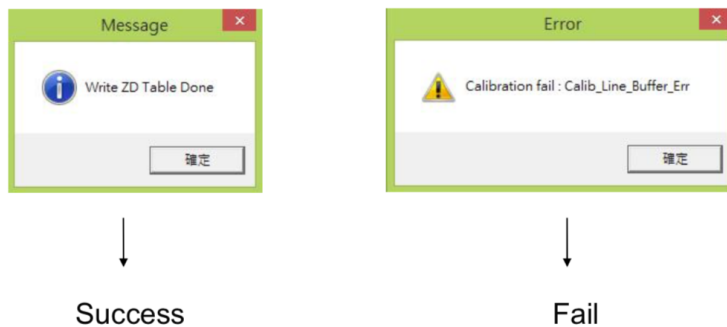 Message
Write ZD Table Done
確定
Success
Error
Calibration fail : Calib_Line_Buffer_Err
確定
Fail